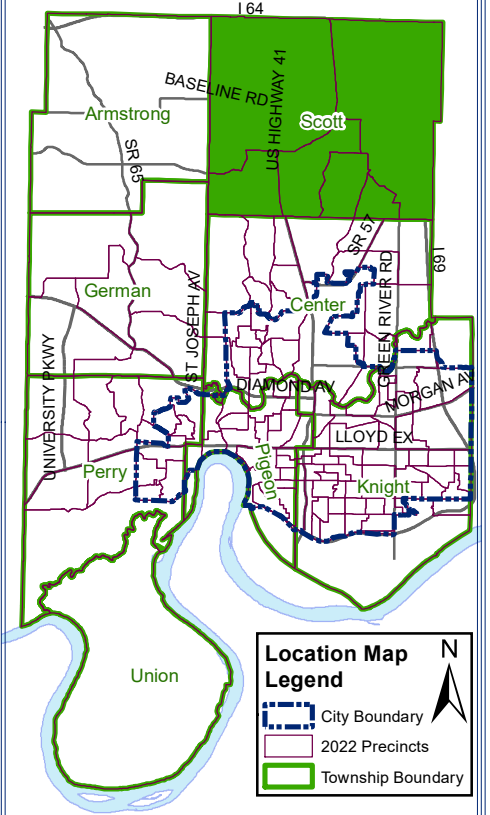 I 64
BASELINE RD
US HIGHWAY 41
Armstrong
Scott
SR 65
SR 57
I 69
German
ST JOSEPH AV
Center
GREEN RIVER RD
UNIVERSITY PKWY
DIAMOND AV
MORGAN AV
LLOYD EX
Perry
Pigeon
Knight
Union
Location Map
Legend
N
City Boundary
2022 Precincts
Township Boundary